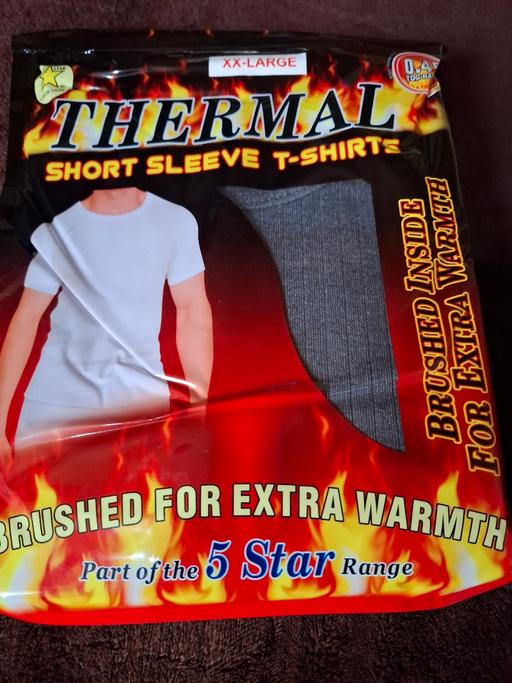 XX-LARGE
THERMAL
SHORT SLEEVE T-SHIRTS
BRUSHED INSIDE
FOR EXTRA WARMTH
BRUSHED FOR EXTRA WARMTH
Part of the 5 Star Range